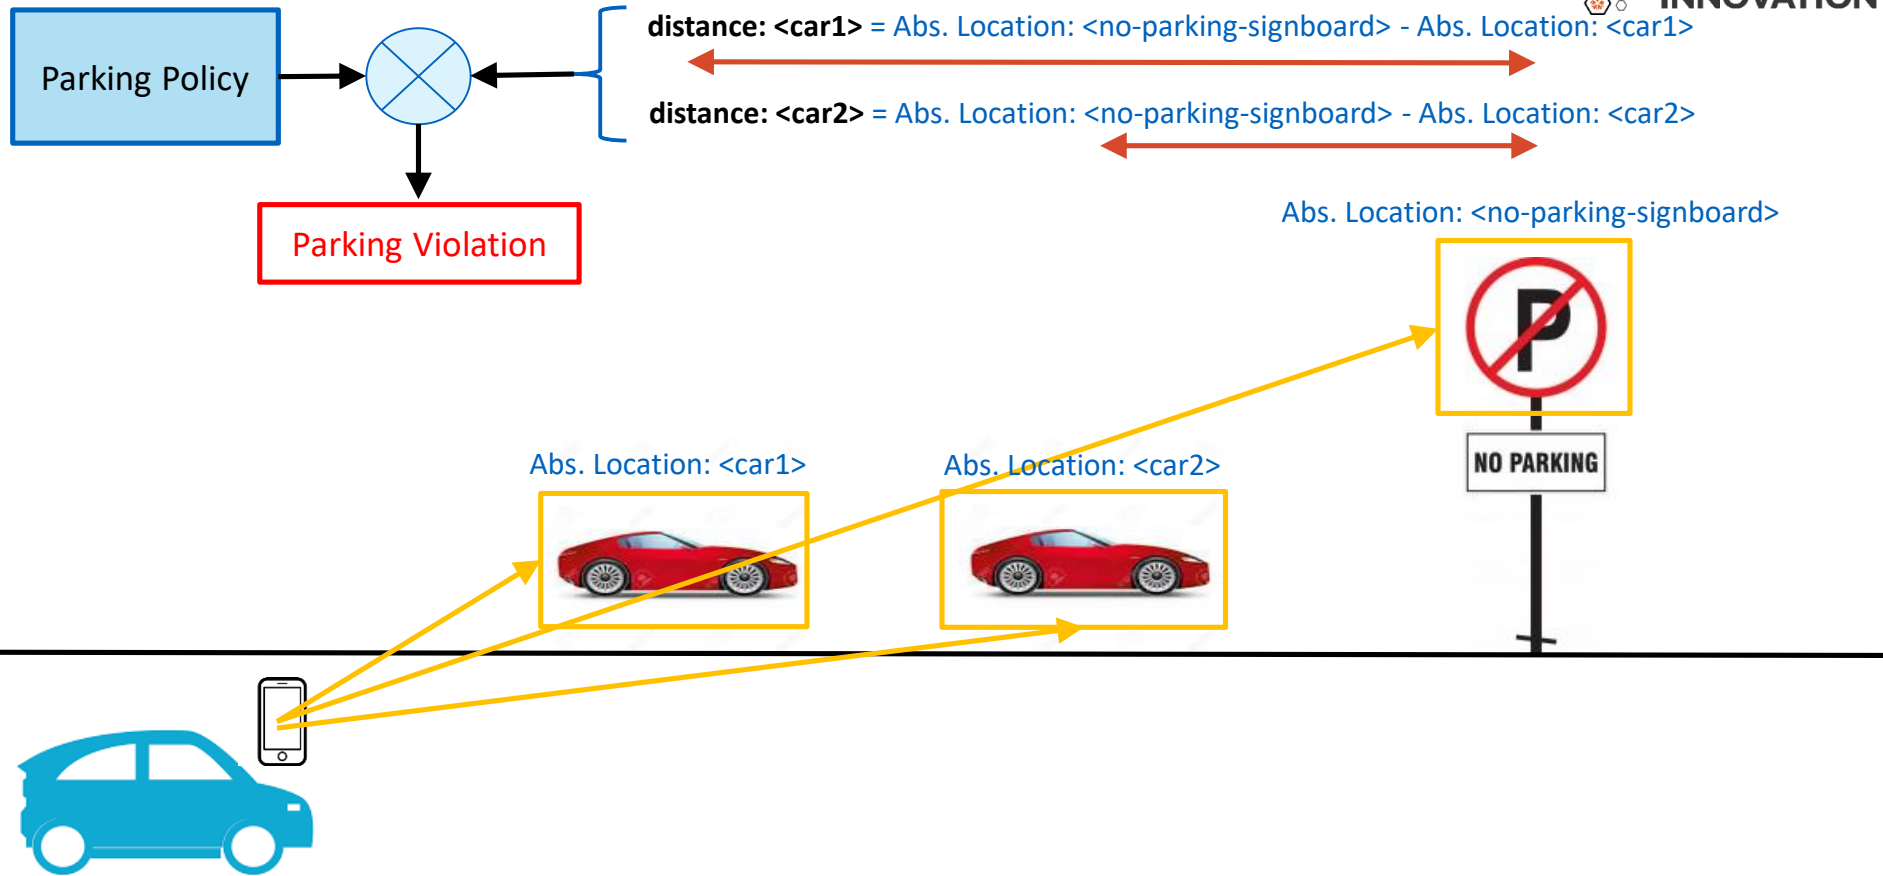 INNOVATION
distance: <car1> = Abs. Location: <no-parking-signboard> - Abs. Location: <car1>
Parking Policy
distance: <car2> = Abs. Location: <no-parking-signboard> - Abs. Location: <car2>
Abs. Location: <no-parking-signboard>
Parking Violation
P
NO PARKING
Abs. Location: <car1>
Abs. Location: <car2>